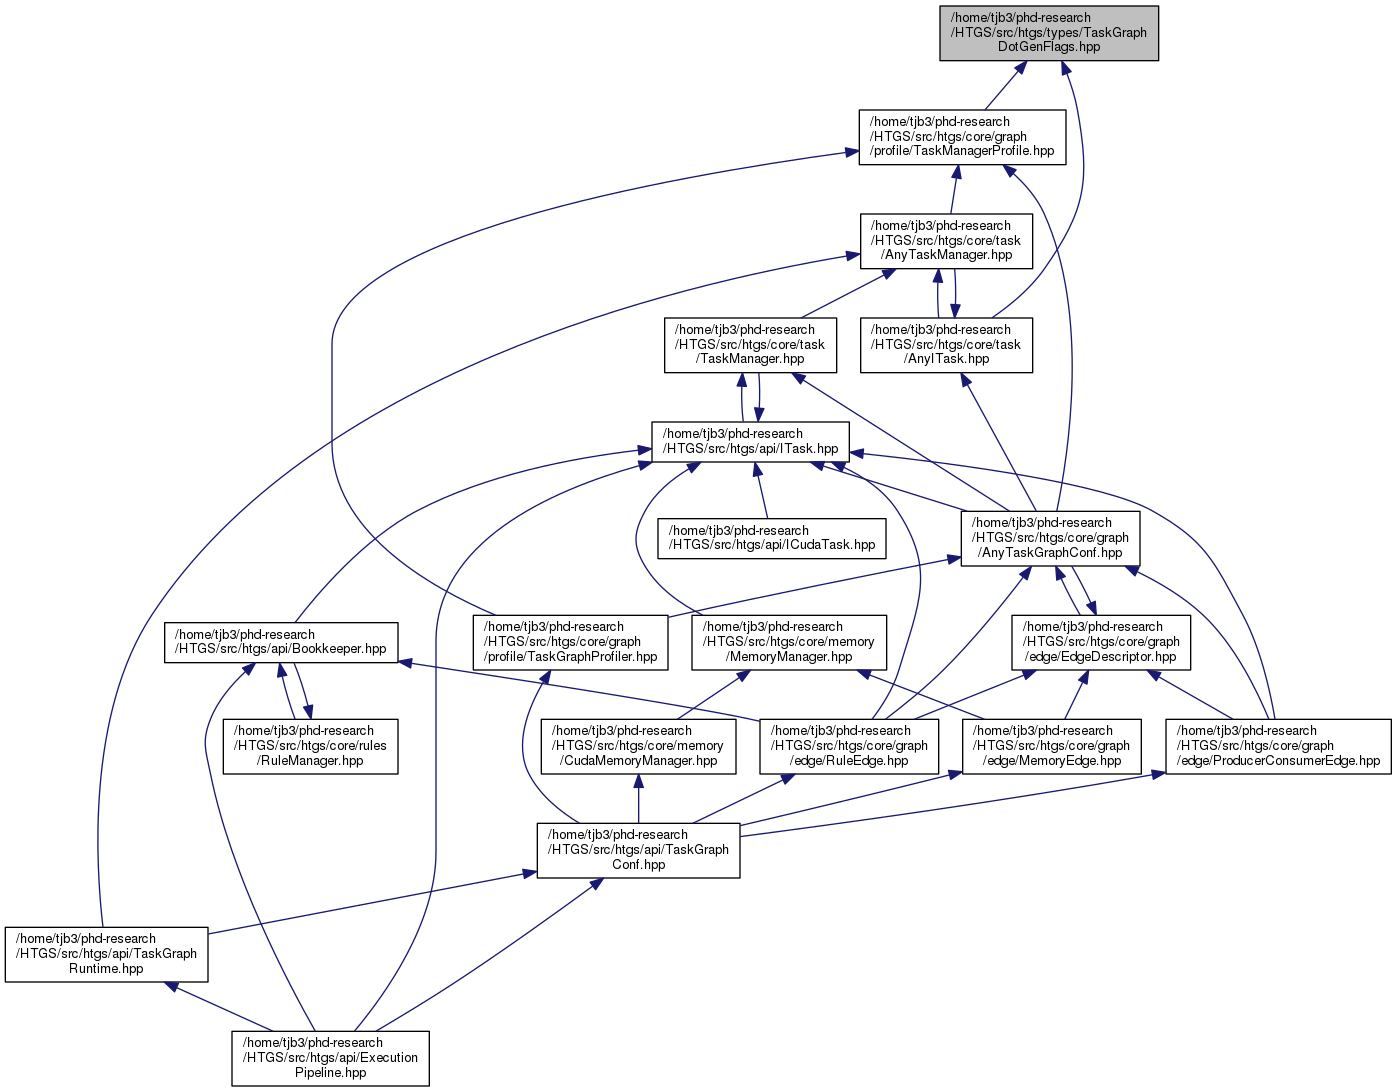 /home/tjb3/phd-research
/HTGS/src/htgs/types/TaskGraph
DotGenFlags.hpp
/home/tjb3/phd-research
/HTGS/src/htgs/core/graph
/profile/TaskManagerProfile.hpp
/home/tjb3/phd-research
/HTGS/src/htgs/core/task
/AnyTaskManager.hpp
/home/tjb3/phd-research
/HTGS/src/htgs/core/task
/TaskManager.hpp
/home/tjb3/phd-research
/HTGS/src/htgs/core/task
/AnyITask.hpp
/home/tjb3/phd-research
/HTGS/src/htgs/api/ITask.hpp
/home/tjb3/phd-research
/HTGS/src/htgs/api/ICudaTask.hpp
/home/tjb3/phd-research
/HTGS/src/htgs/core/graph
/AnyTaskGraphConf.hpp
/home/tjb3/phd-research
/HTGS/src/htgs/api/Bookkeeper.hpp
/home/tjb3/phd-research
/HTGS/src/htgs/core/graph
/profile/TaskGraphProfiler.hpp
/home/tjb3/phd-research
/HTGS/src/htgs/core/memory
/MemoryManager.hpp
/home/tjb3/phd-research
/HTGS/src/htgs/core/graph
/edge/EdgeDescriptor.hpp
/home/tjb3/phd-research
/HTGS/src/htgs/core/rules
/RuleManager.hpp
/home/tjb3/phd-research
/HTGS/src/htgs/core/memory
/CudaMemoryManager.hpp
/home/tjb3/phd-research
/HTGS/src/htgs/core/graph
/edge/RuleEdge.hpp
/home/tjb3/phd-research
/HTGS/src/htgs/core/graph
/edge/MemoryEdge.hpp
/home/tjb3/phd-research
/HTGS/src/htgs/core/graph
/edge/ProducerConsumerEdge.hpp
/home/tjb3/phd-research
/HTGS/src/htgs/api/TaskGraph
Conf.hpp
/home/tjb3/phd-research
/HTGS/src/htgs/api/TaskGraph
Runtime.hpp
/home/tjb3/phd-research
/HTGS/src/htgs/api/Execution
Pipeline.hpp